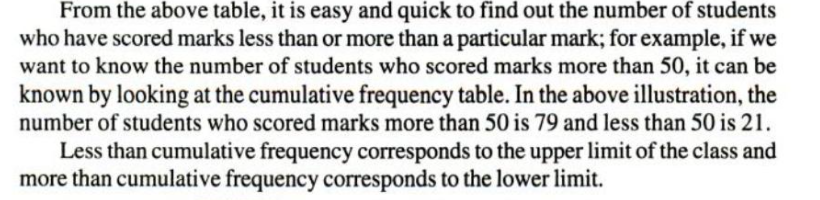 From the above table, it is easy and quick to find out the number of students
who have scored marks less than or more than a particular mark; for example, if we
want to know the number of students who scored marks more than 50, it can be
known by looking at the cumulative frequency table. In the above illustration, the
number of students who scored marks more than 50 is 79 and less than 50 is 21.
Less than cumulative frequency corresponds to the upper limit of the class and
more than cumulative frequency corresponds to the lower limit.